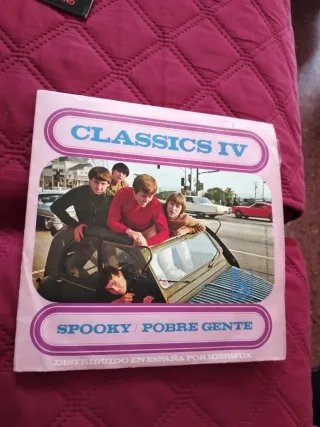 CLASSICS IV
SPOOKY / POBRE GENTE
DISTRIBUIDO EN ESPAÑA POR HISPAVOX